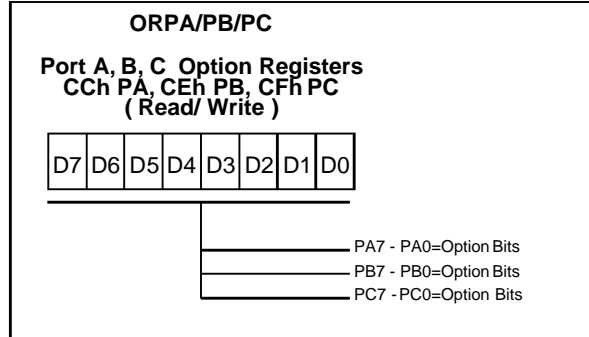 ORPA/PB/PC
Port A, B, C Option Registers
CCh PA, CEh PB, CFh PC
( Read/ Write )
D7 D6 D5 D4 D3 D2 D1 D0
PA7 - PA0=Option Bits
PB7 - PB0=Option Bits
PC7 - PC0=Option Bits